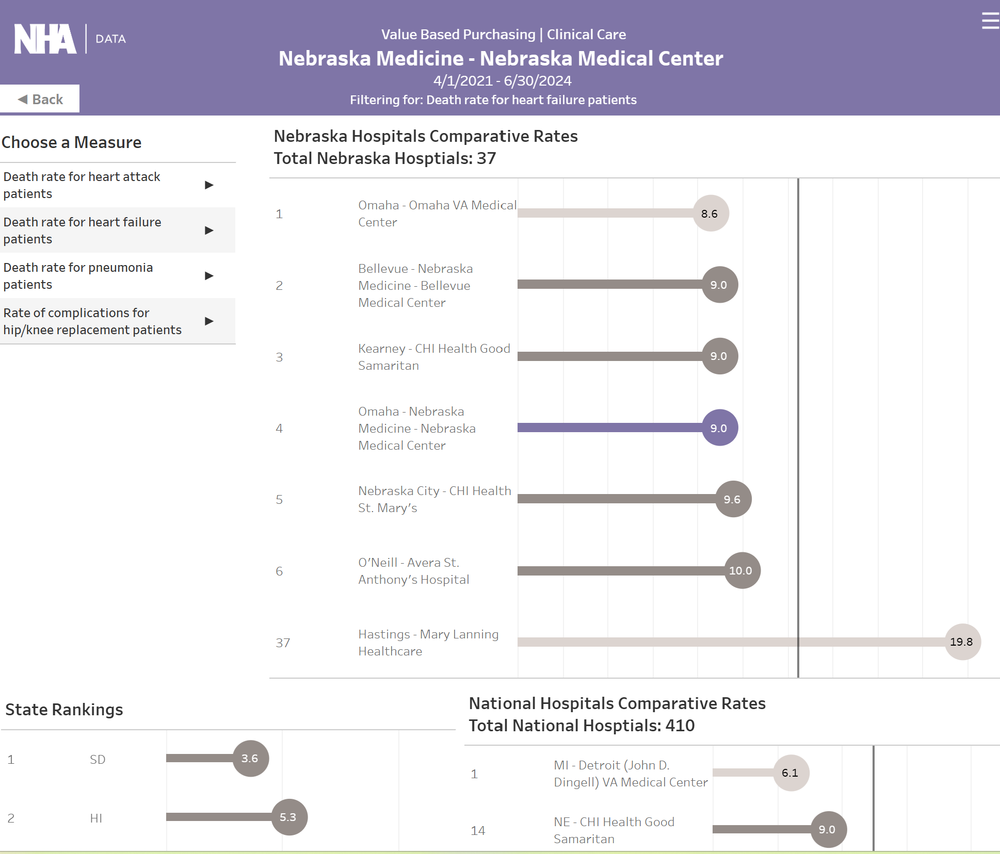 NHA DATA
Value Based Purchasing | Clinical Care
Nebraska Medicine - Nebraska Medical Center
4/1/2021 - 6/30/2024
Filtering for: Death rate for heart failure patients
◄ Back
Choose a Measure
Death rate for heart attack
patients
Death rate for heart failure
patients
Death rate for pneumonia
patients
Rate of complications for
hip/knee replacement patients
Nebraska Hospitals Comparative Rates
Total Nebraska Hosptials: 37
1
Omaha - Omaha VA Medical
Center
8.6
2
Bellevue - Nebraska
Medicine - Bellevue
Medical Center
9.0
3
Kearney - CHI Health Good
Samaritan
9.0
4
Omaha - Nebraska
Medicine - Nebraska
Medical Center
9.0
5
Nebraska City - CHI Health
St. Mary's
9.6
6
O'Neill - Avera St.
Anthony's Hospital
10.0
37
Hastings - Mary Lanning
Healthcare
19.8
State Rankings
1
SD
3.6
2
HI
5.3
National Hospitals Comparative Rates
Total National Hosptials: 410
1
MI - Detroit (John D.
Dingell) VA Medical Center
6.1
14
NE - CHI Health Good
Samaritan
9.0